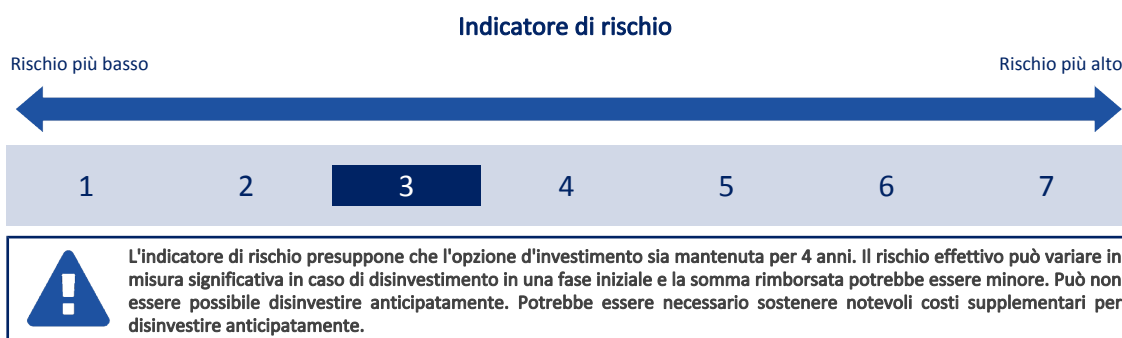 Indicatore di rischio
Rischio più basso
Rischio più alto
1 2 3 4 5 6 7
L'indicatore di rischio presuppone che l'opzione d'investimento sia mantenuta per 4 anni. Il rischio effettivo può variare in
misura significativa in caso di disinvestimento in una fase iniziale e la somma rimborsata potrebbe essere minore. Può non
essere possibile disinvestire anticipatamente. Potrebbe essere necessario sostenere notevoli costi supplementari per
disinvestire anticipatamente.